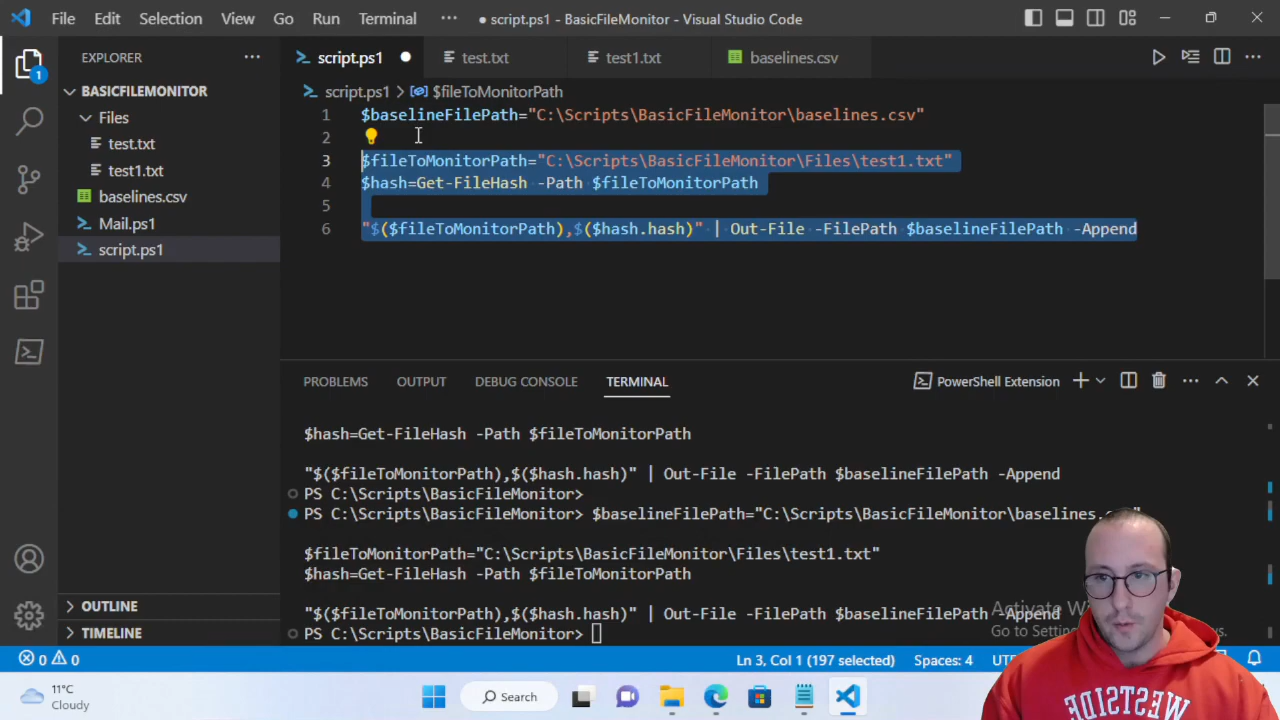 File Edit Selection View Go Run Terminal ··· ● script.ps1 - BasicFileMonitor - Visual Studio Code
EXPLORER ···
script.ps1 ● test.txt test1.txt baselines.csv ···
1
BASICFILEMONITOR
Files
test.txt
test1.txt
baselines.csv
Mail.ps1
script.ps1
OUTLINE
TIMELINE
script.ps1 > $fileToMonitorPath
1 $baselineFilePath="C:\Scripts\BasicFileMonitor\baselines.csv"
2
3 $fileToMonitorPath="C:\Scripts\BasicFileMonitor\Files\test1.txt"
4 $hash=Get-FileHash -Path $fileToMonitorPath
5
6 "$($fileToMonitorPath),$($hash.hash)" | Out-File -FilePath $baselineFilePath -Append
PROBLEMS OUTPUT DEBUG CONSOLE TERMINAL PowerShell Extension ···
$hash=Get-FileHash -Path $fileToMonitorPath
"$($fileToMonitorPath),$($hash.hash)" | Out-File -FilePath $baselineFilePath -Append
PS C:\Scripts\BasicFileMonitor>
PS C:\Scripts\BasicFileMonitor> $baselineFilePath="C:\Scripts\BasicFileMonitor\baselines.
$fileToMonitorPath="C:\Scripts\BasicFileMonitor\Files\test1.txt"
$hash=Get-FileHash -Path $fileToMonitorPath
"$($fileToMonitorPath),$($hash.hash)" | Out-File -FilePath $baselineFilePath -Append
PS C:\Scripts\BasicFileMonitor>
Activate
Go to Setting
0 0 Ln 3, Col 1 (197 selected) Spaces: 4
11°C
Cloudy
Search
WESTSIDE